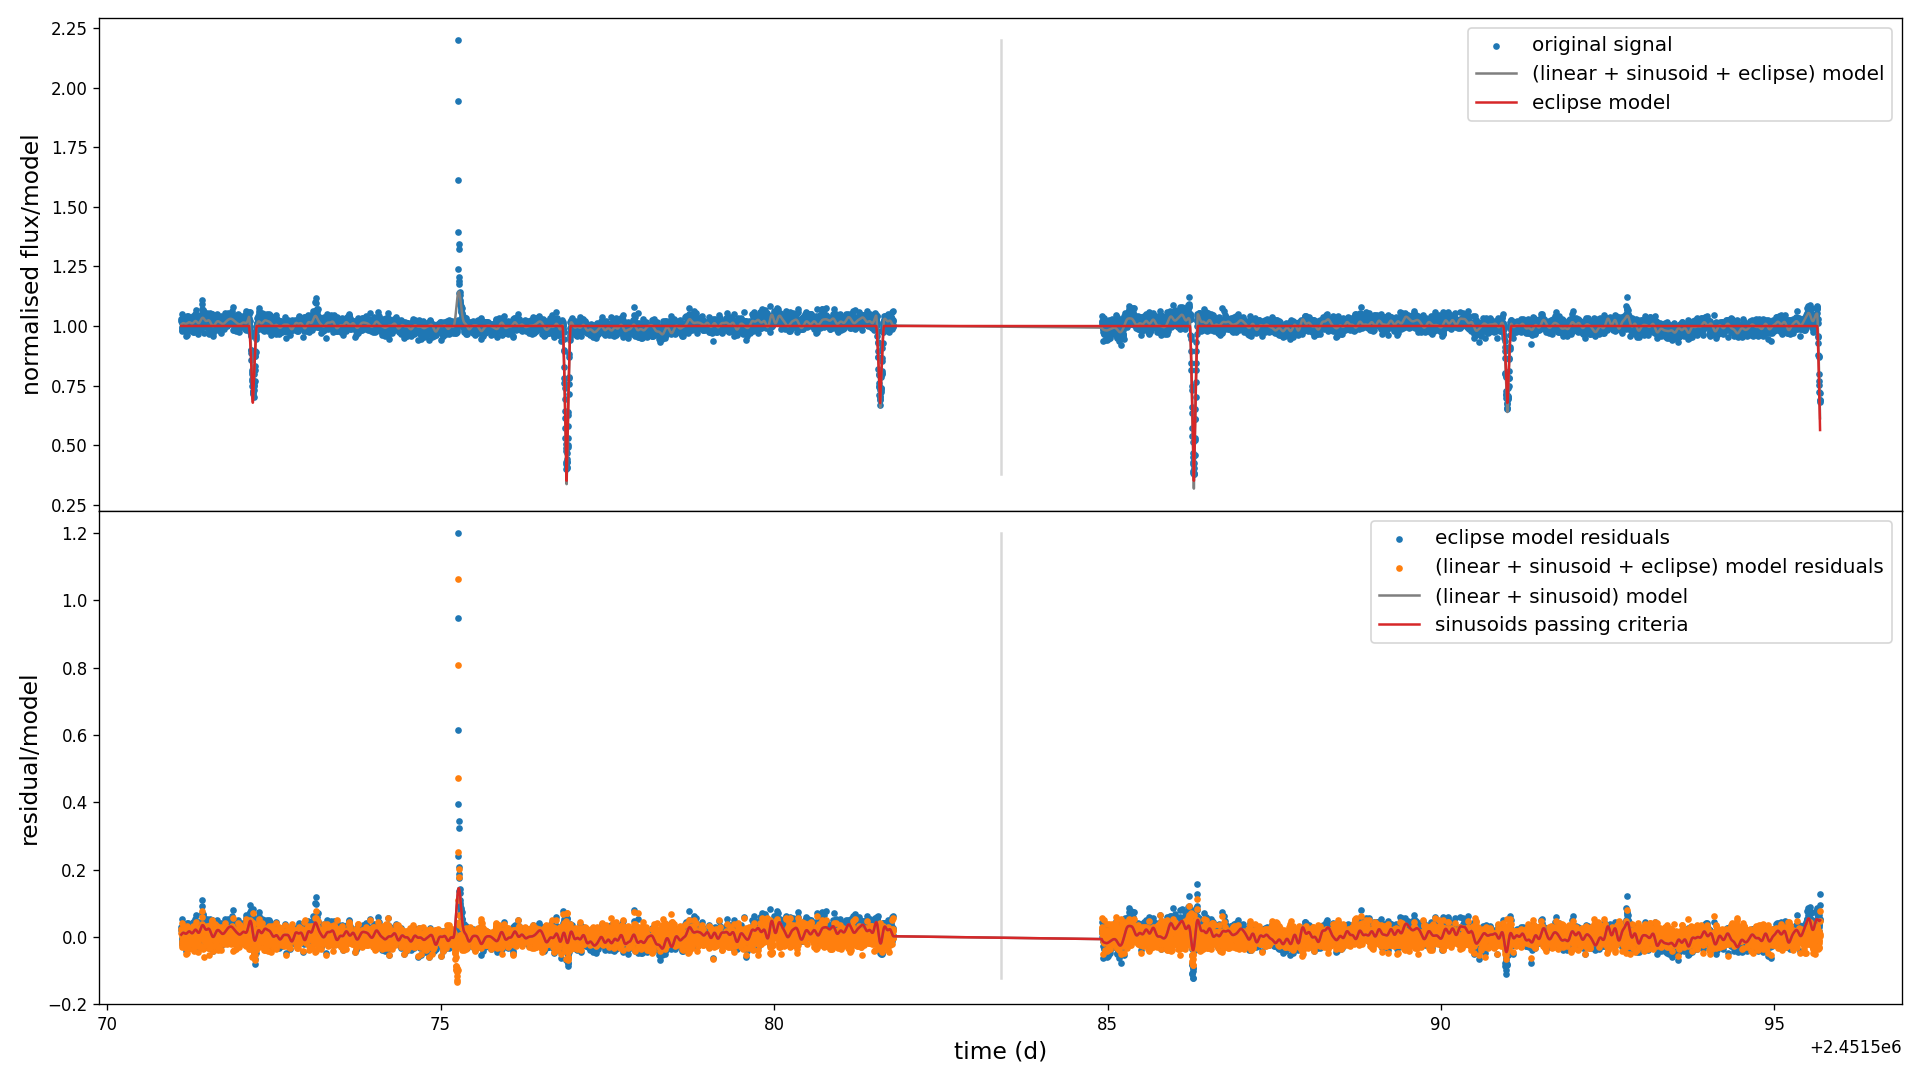 normalised flux/model
2.25
2.00
1.75
1.50
1.25
1.00
0.75
0.50
0.25
original signal
(linear + sinusoid + eclipse) model
eclipse model
residual/model
1.2
1.0
0.8
0.6
0.4
0.2
0.0
−0.2
eclipse model residuals
(linear + sinusoid + eclipse) model residuals
(linear + sinusoid) model
sinusoids passing criteria
70 75 80 85 90 95
time (d)
+2.4515e6